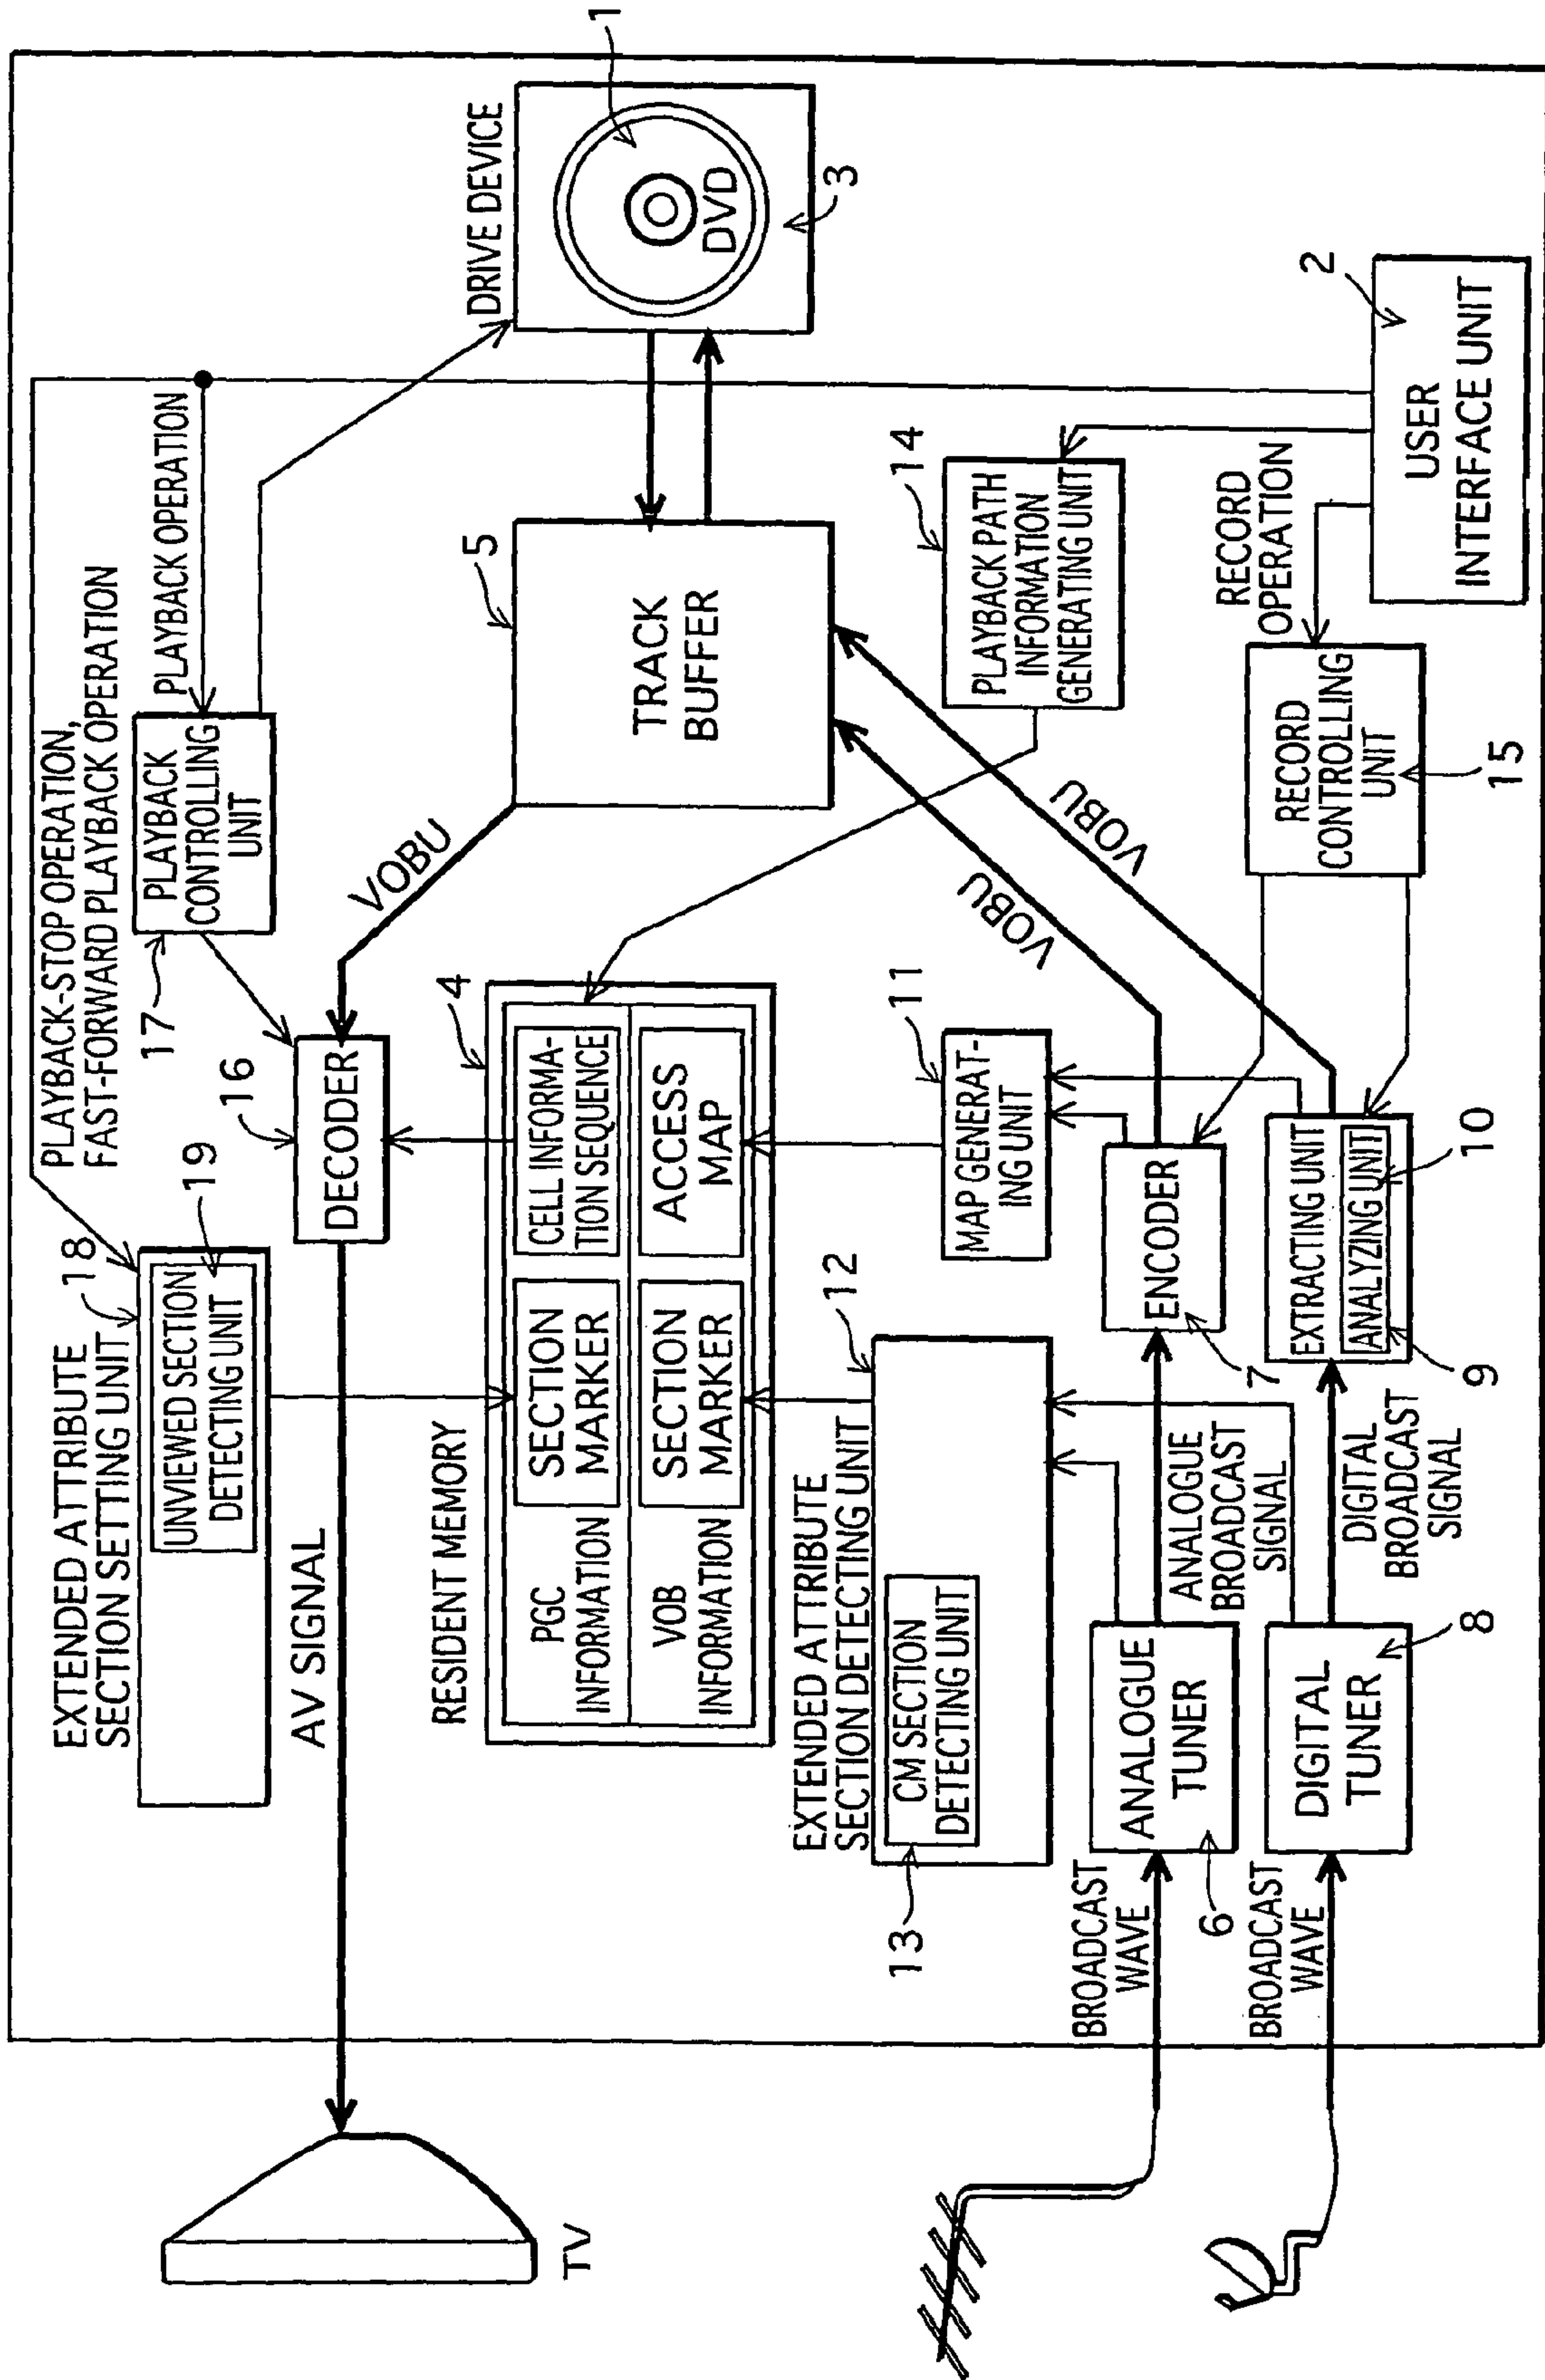 PLAYBACK-STOP OPERATION,
FAST-FORWARD PLAYBACK OPERATION
PLAYBACK OPERATION
EXTENDED ATTRIBUTE
SECTION SETTING UNIT
18
UNVIEWED SECTION
DETECTING UNIT
19
17
PLAYBACK
CONTROLLING
UNIT
DRIVE DEVICE
1
DVD
3
TV
AV SIGNAL
16
DECODER
VOBU
5
TRACK
BUFFER
RESIDENT MEMORY
4
PGC
INFORMATION
SECTION
MARKER
CELL INFORMA-
TION SEQUENCE
VOB
INFORMATION
SECTION
MARKER
ACCESS
MAP
EXTENDED ATTRIBUTE
SECTION DETECTING UNIT
12
13
CM SECTION
DETECTING UNIT
11
MAP GENERAT-
ING UNIT
VOBU
VOBU
14
PLAYBACK PATH
INFORMATION
GENERATING UNIT
BROADCAST
WAVE
6
ANALOGUE
TUNER
ANALOGUE
BROADCAST
SIGNAL
7
ENCODER
RECORD
OPERATION
RECORD
CONTROLLING
UNIT
15
2
USER
INTERFACE UNIT
BROADCAST
WAVE
DIGITAL
TUNER
8
DIGITAL
BROADCAST
SIGNAL
EXTRACTING UNIT
ANALYZING UNIT
9
10